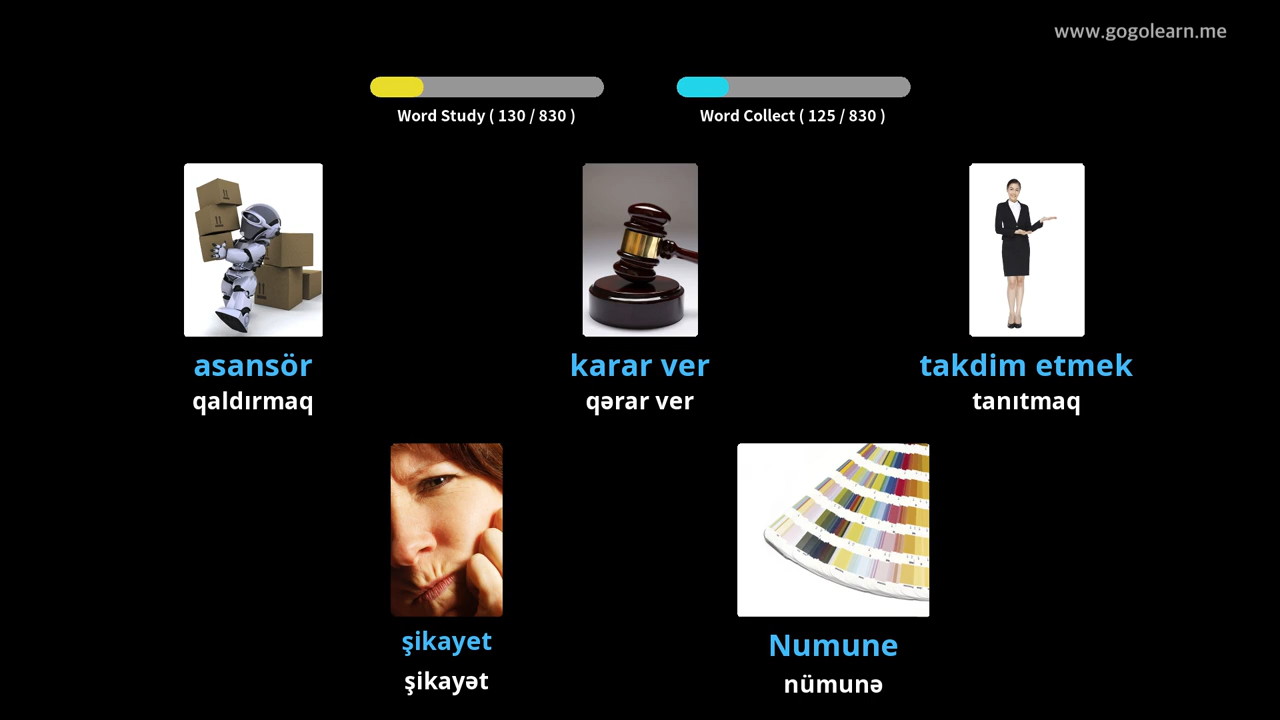 www.gogolearn.me
Word Study ( 130 / 830 )
Word Collect ( 125 / 830 )
asansör
qaldırmaq
karar ver
qərar ver
takdim etmek
tanıtmaq
şikayet
şikayət
Numune
nümunə